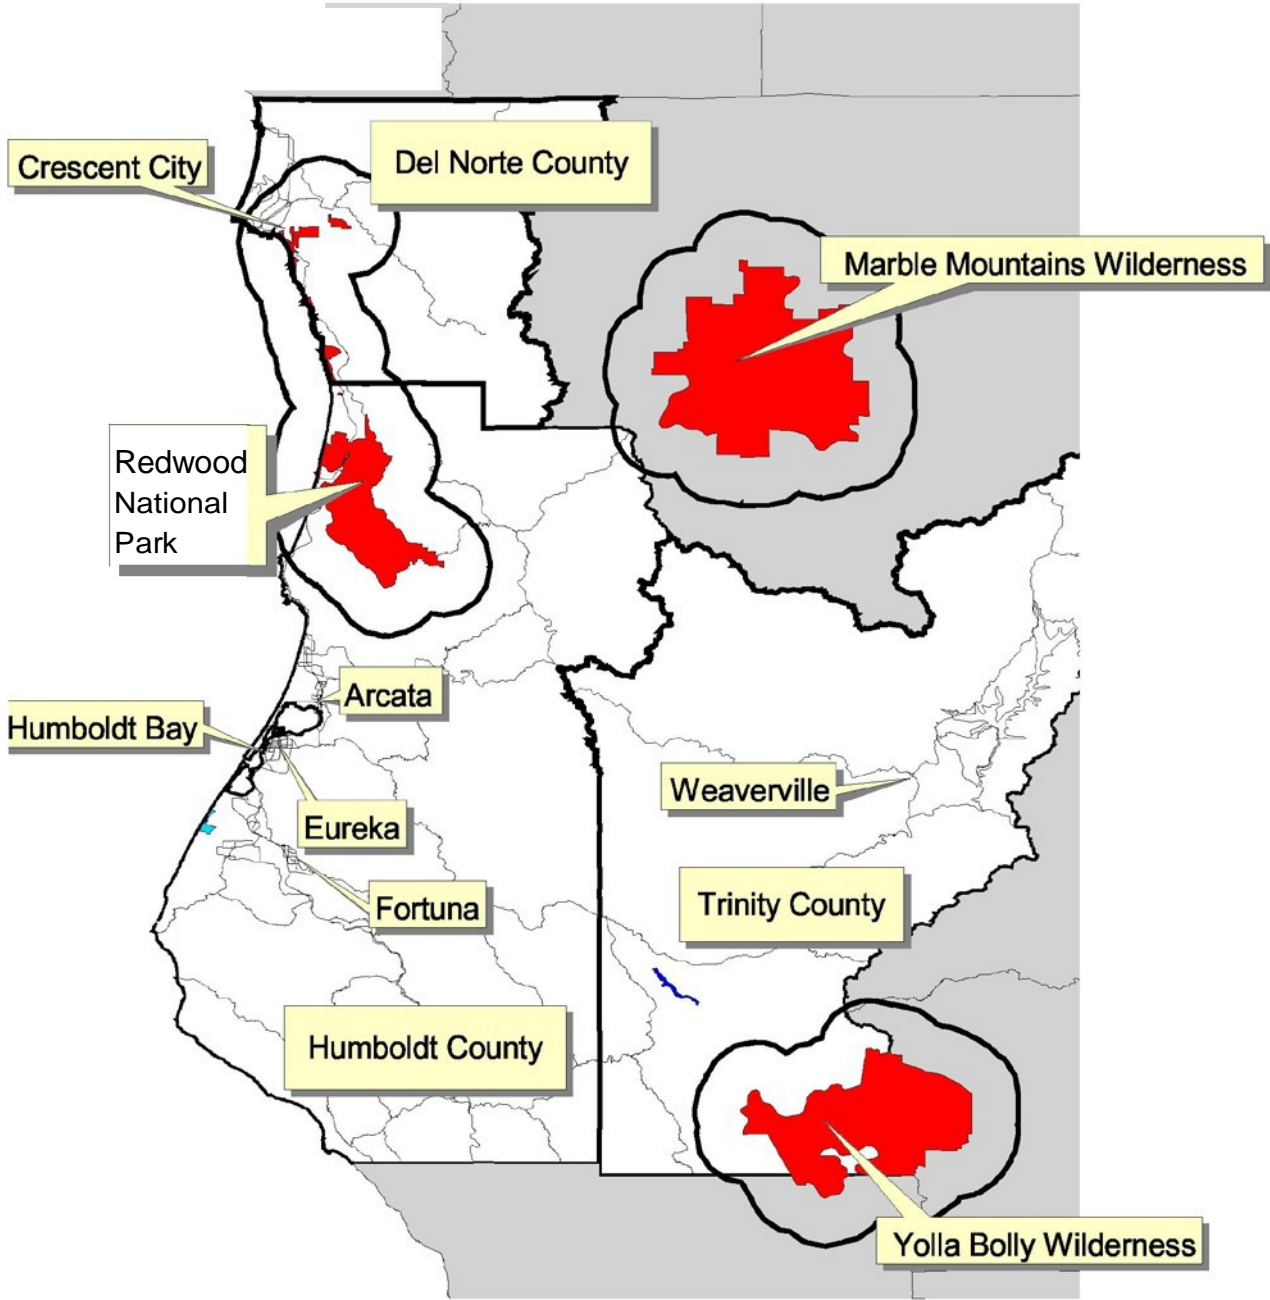 Crescent City
Del Norte County
Marble Mountains Wilderness
Redwood
National
Park
Arcata
Humboldt Bay
Weaverville
Eureka
Fortuna
Trinity County
Humboldt County
Yolla Bolly Wilderness